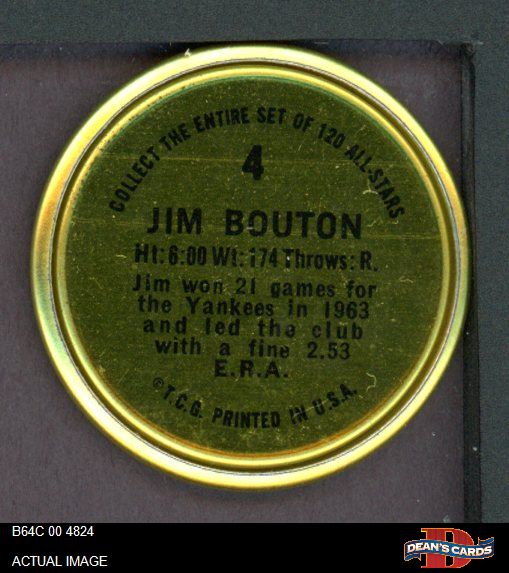 COLLECT THE ENTIRE SET OF 120 ALL-STARS
4
JIM BOUTON
Ht: 6:00 Wt: 174 Throws: R.
Jim won 21 games for
the Yankees in 1963
and led the club
with a fine 2.53
E.R.A.
© T.C.G. PRINTED IN U.S.A.
B64C 00 4824
ACTUAL IMAGE
D
DEAN'S CARDS